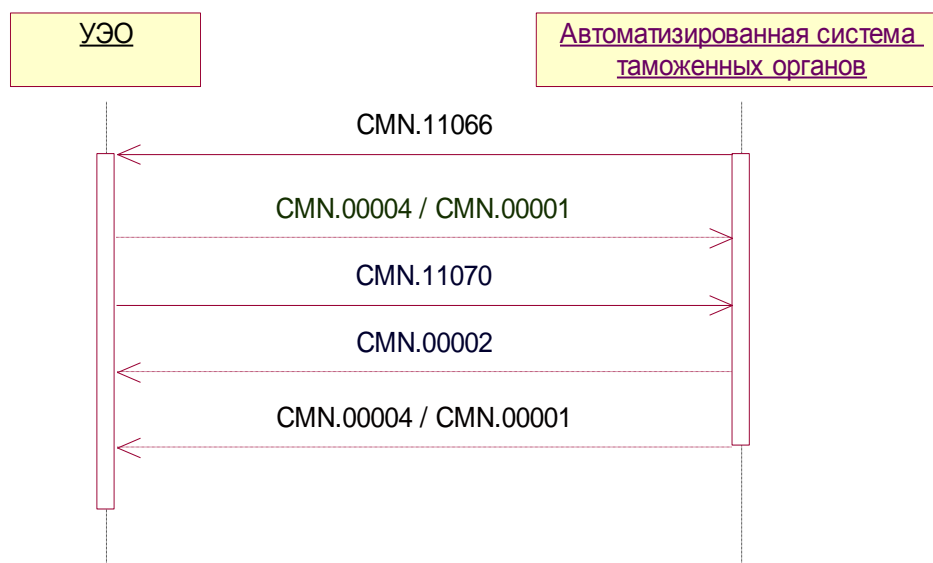 УЭО
Автоматизированная система
таможенных органов
CMN.11066
CMN.00004 / CMN.00001
CMN.11070
CMN.00002
CMN.00004 / CMN.00001